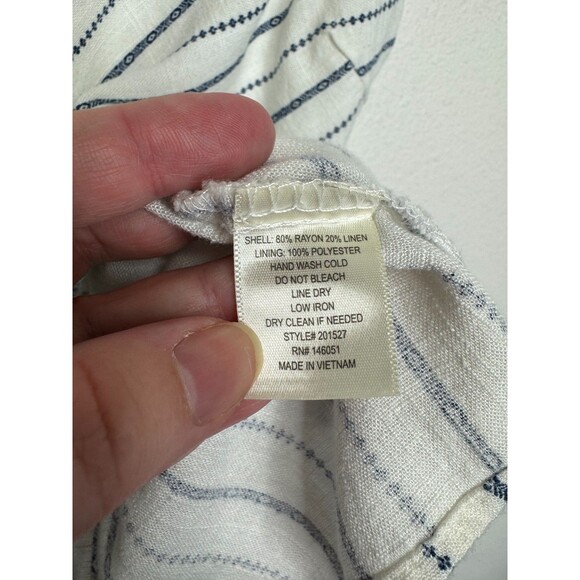 SHELL: 80% RAYON 20% LINEN
LINING: 100% POLYESTER
HAND WASH COLD
DO NOT BLEACH
LINE DRY
LOW IRON
DRY CLEAN IF NEEDED
STYLE# 201527
RN# 146051
MADE IN VIETNAM